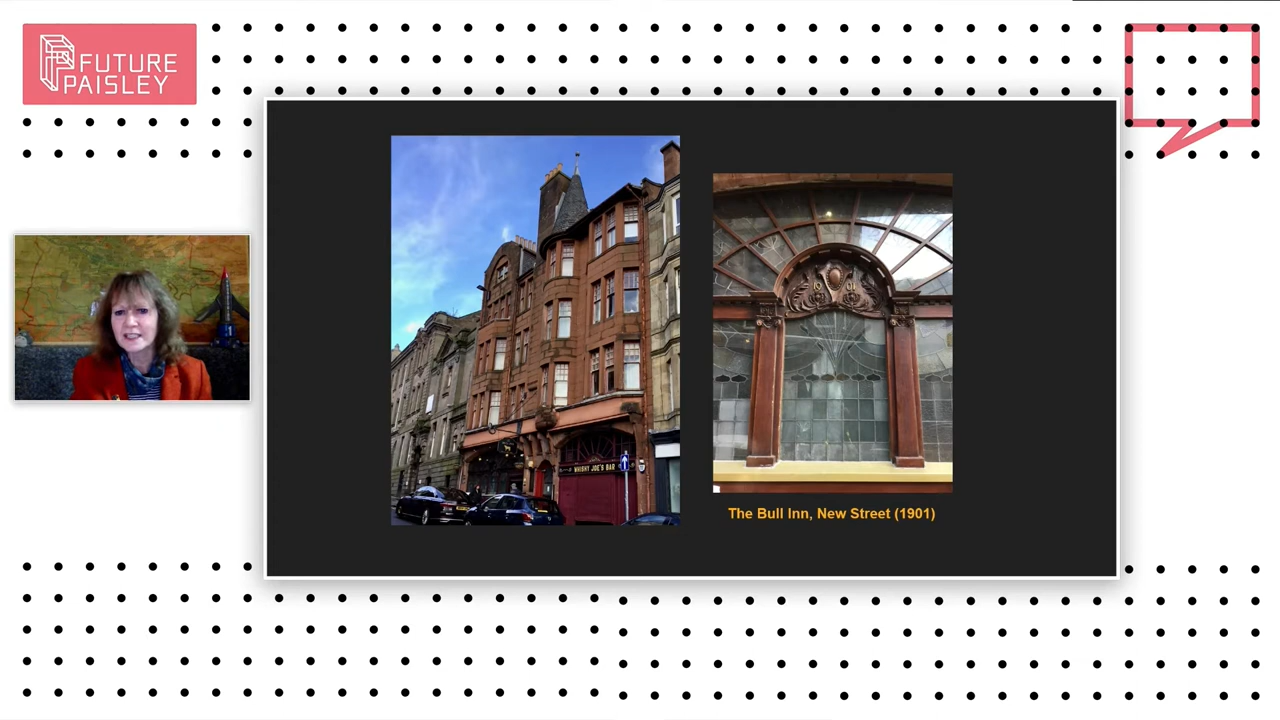 FUTURE
PAISLEY
WHISKY JOE'S BAR
The Bull Inn, New Street (1901)